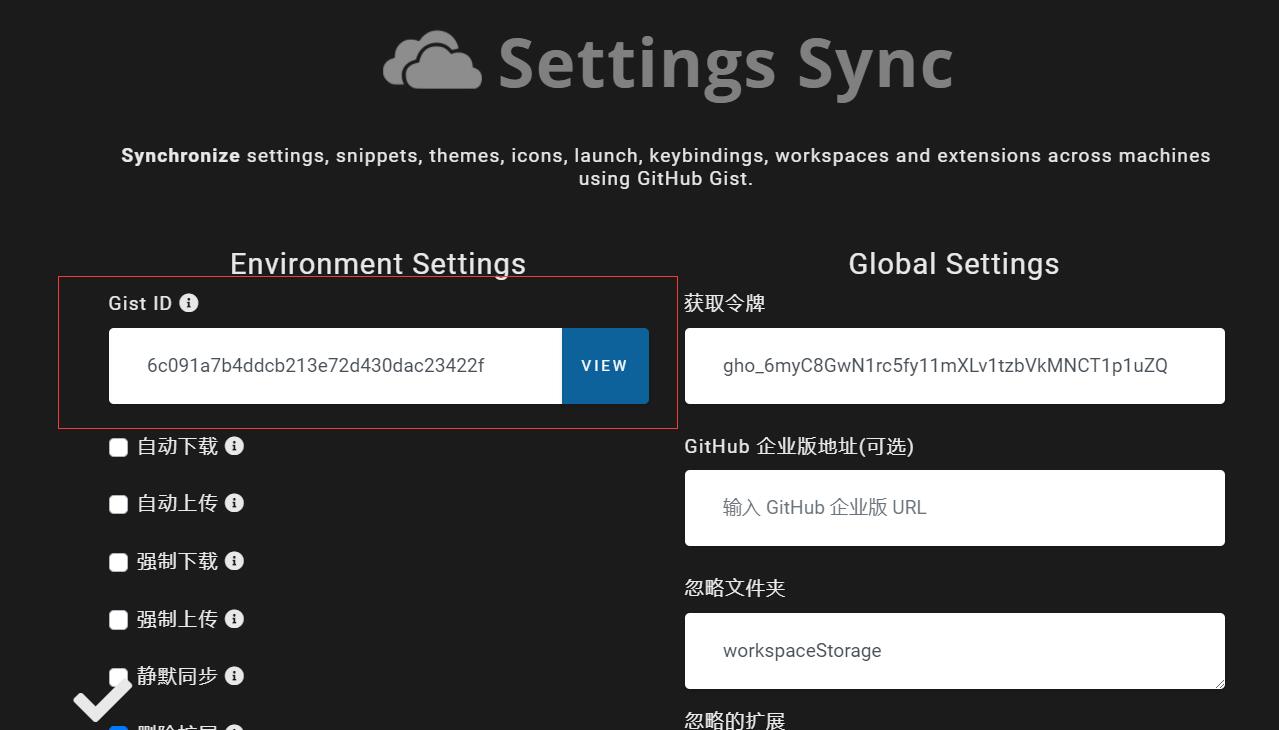 Settings Sync
Synchronize settings, snippets, themes, icons, launch, keybindings, workspaces and extensions across machines
using GitHub Gist.
Environment Settings
Gist ID
6c091a7b4ddcb213e72d430dac23422f
VIEW
自动下载
自动上传
强制下载
强制上传
静默同步
删除扩展
Global Settings
获取令牌
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
GitHub 企业版地址(可选)
输入 GitHub 企业版 URL
忽略文件夹
workspaceStorage
忽略的扩展